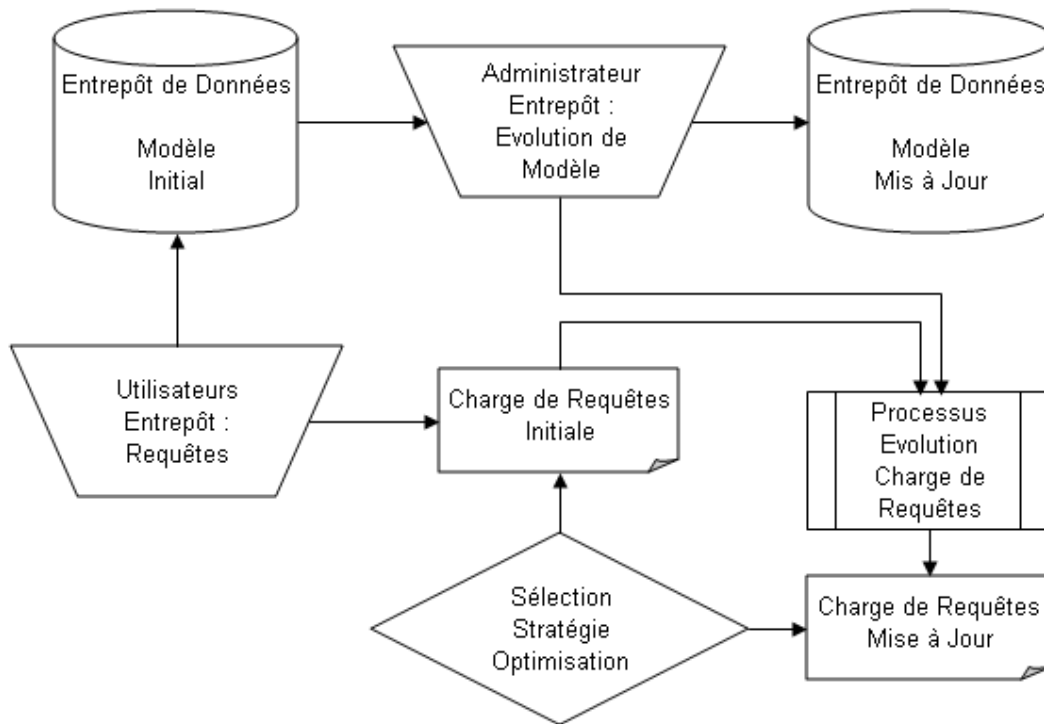 Entrepôt de Données
Modèle
Initial
Administrateur
Entrepôt :
Evolution de
Modèle
Entrepôt de Données
Modèle
Mis à Jour
Utilisateurs
Entrepôt :
Requêtes
Charge de Requêtes
Initiale
Processus
Evolution
Charge de
Requêtes
Sélection
Stratégie
Optimisation
Charge de Requêtes
Mise à Jour